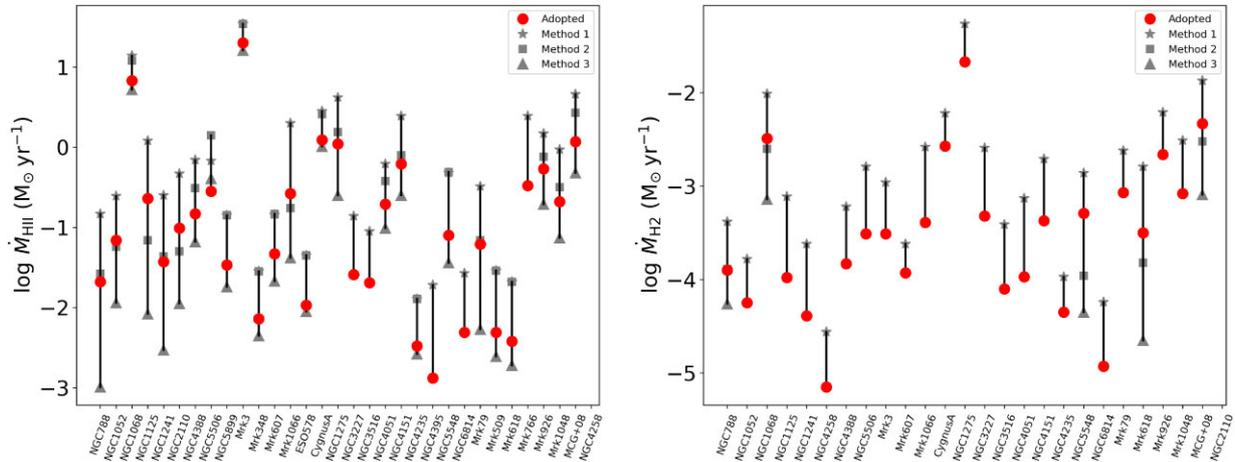 log ṀHII (M⊙ yr−1)
1
0
−1
−2
−3
Adopted
Method 1
Method 2
Method 3
NGC788
NGC1052
NGC1068
NGC1125
NGC1241
NGC2110
NGC4388
NGC5506
NGC5899
Mrk3
Mrk348
Mrk607
Mrk1066
ESO578
CygnusA
NGC1275
NGC3227
NGC3516
NGC4051
NGC4151
NGC4235
NGC4395
NGC5348
NGC6814
Mrk79
Mrk509
Mrk618
Mrk766
Mrk926
Mrk1048
MCG+08
NGC4258
log ṀH2 (M⊙ yr−1)
−2
−3
−4
−5
Adopted
Method 1
Method 2
Method 3
NGC788
NGC1052
NGC1068
NGC1125
NGC1241
NGC4258
NGC4388
NGC5506
Mrk3
Mrk607
Mrk1066
CygnusA
NGC1275
NGC3227
NGC3516
NGC4051
NGC4151
NGC4235
NGC5348
NGC6814
Mrk79
Mrk618
Mrk926
Mrk1048
MCG+08
NGC2110